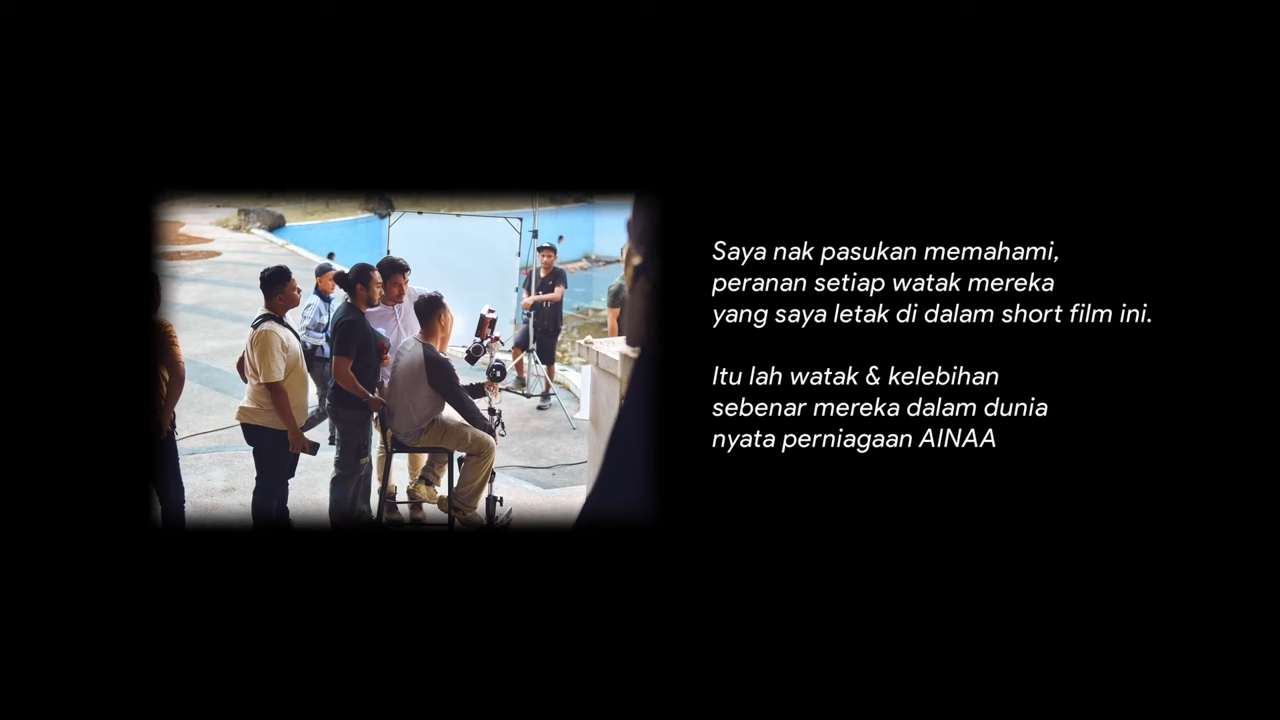 Saya nak pasukan memahami,
peranan setiap watak mereka
yang saya letak di dalam short film ini.
Itu lah watak & kelebihan
sebenar mereka dalam dunia
nyata perniagaan AINAA